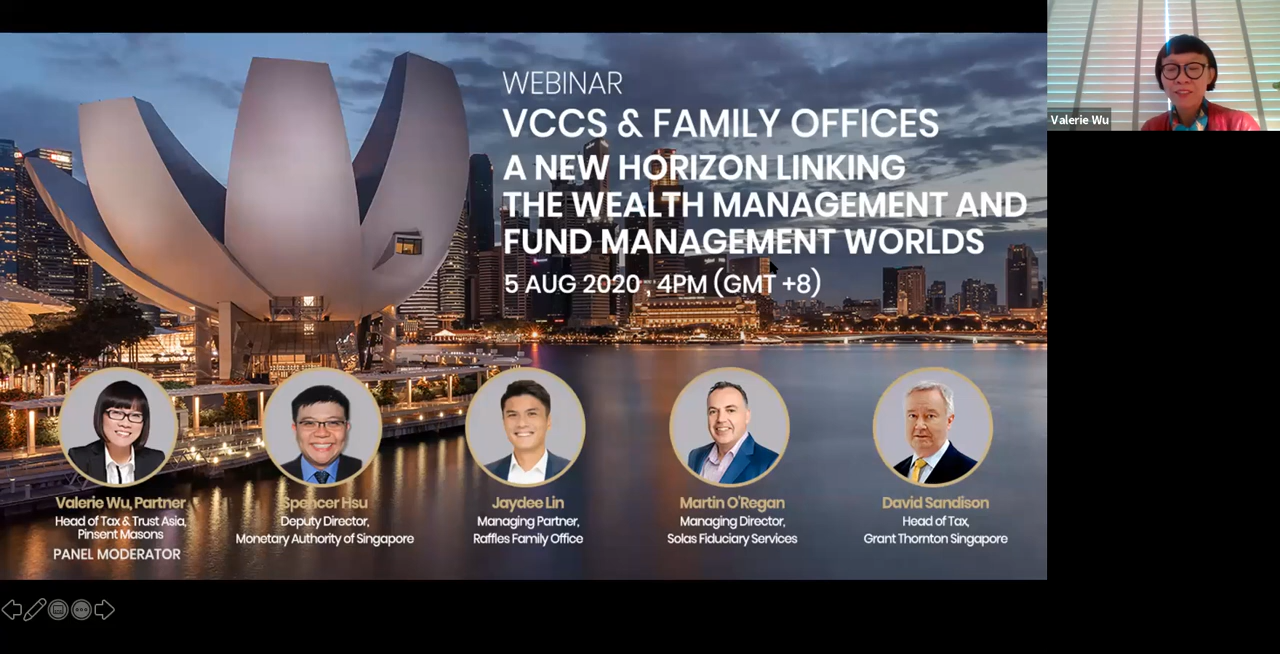 WEBINAR
VCCS & FAMILY OFFICES
A NEW HORIZON LINKING
THE WEALTH MANAGEMENT AND
FUND MANAGEMENT WORLDS
5 AUG 2020 , 4PM (GMT +8)
Valerie Wu
Valerie Wu, Partner
Head of Tax & Trust Asia,
Pinsent Masons
PANEL MODERATOR
Spencer Hsu
Deputy Director,
Monetary Authority of Singapore
Jaydee Lin
Managing Partner,
Raffles Family Office
Martin O'Regan
Managing Director,
Solas Fiduciary Services
David Sandison
Head of Tax,
Grant Thornton Singapore